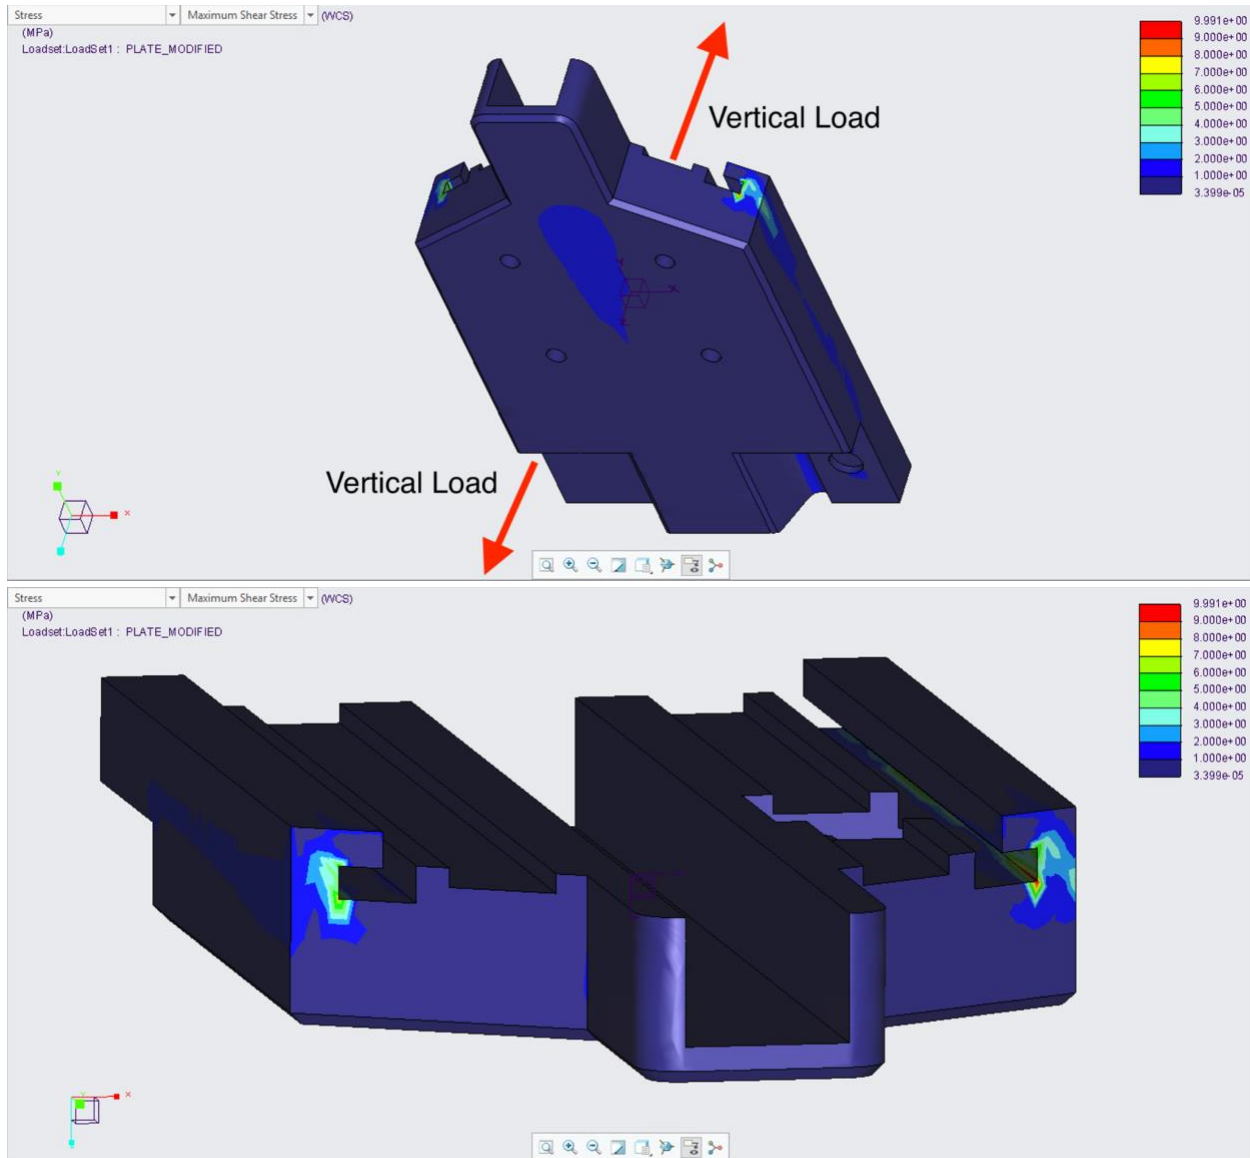 Stress Maximum Shear Stress (WCS)
(MPa)
Loadset:LoadSet1 : PLATE_MODIFIED
9.991e+00
9.000e+00
8.000e+00
7.000e+00
6.000e+00
5.000e+00
4.000e+00
3.000e+00
2.000e+00
1.000e+00
3.399e-05
Vertical Load
Vertical Load
Y
X
Stress Maximum Shear Stress (WCS)
(MPa)
Loadset:LoadSet1 : PLATE_MODIFIED
9.991e+00
9.000e+00
8.000e+00
7.000e+00
6.000e+00
5.000e+00
4.000e+00
3.000e+00
2.000e+00
1.000e+00
3.399e-05
Y
X